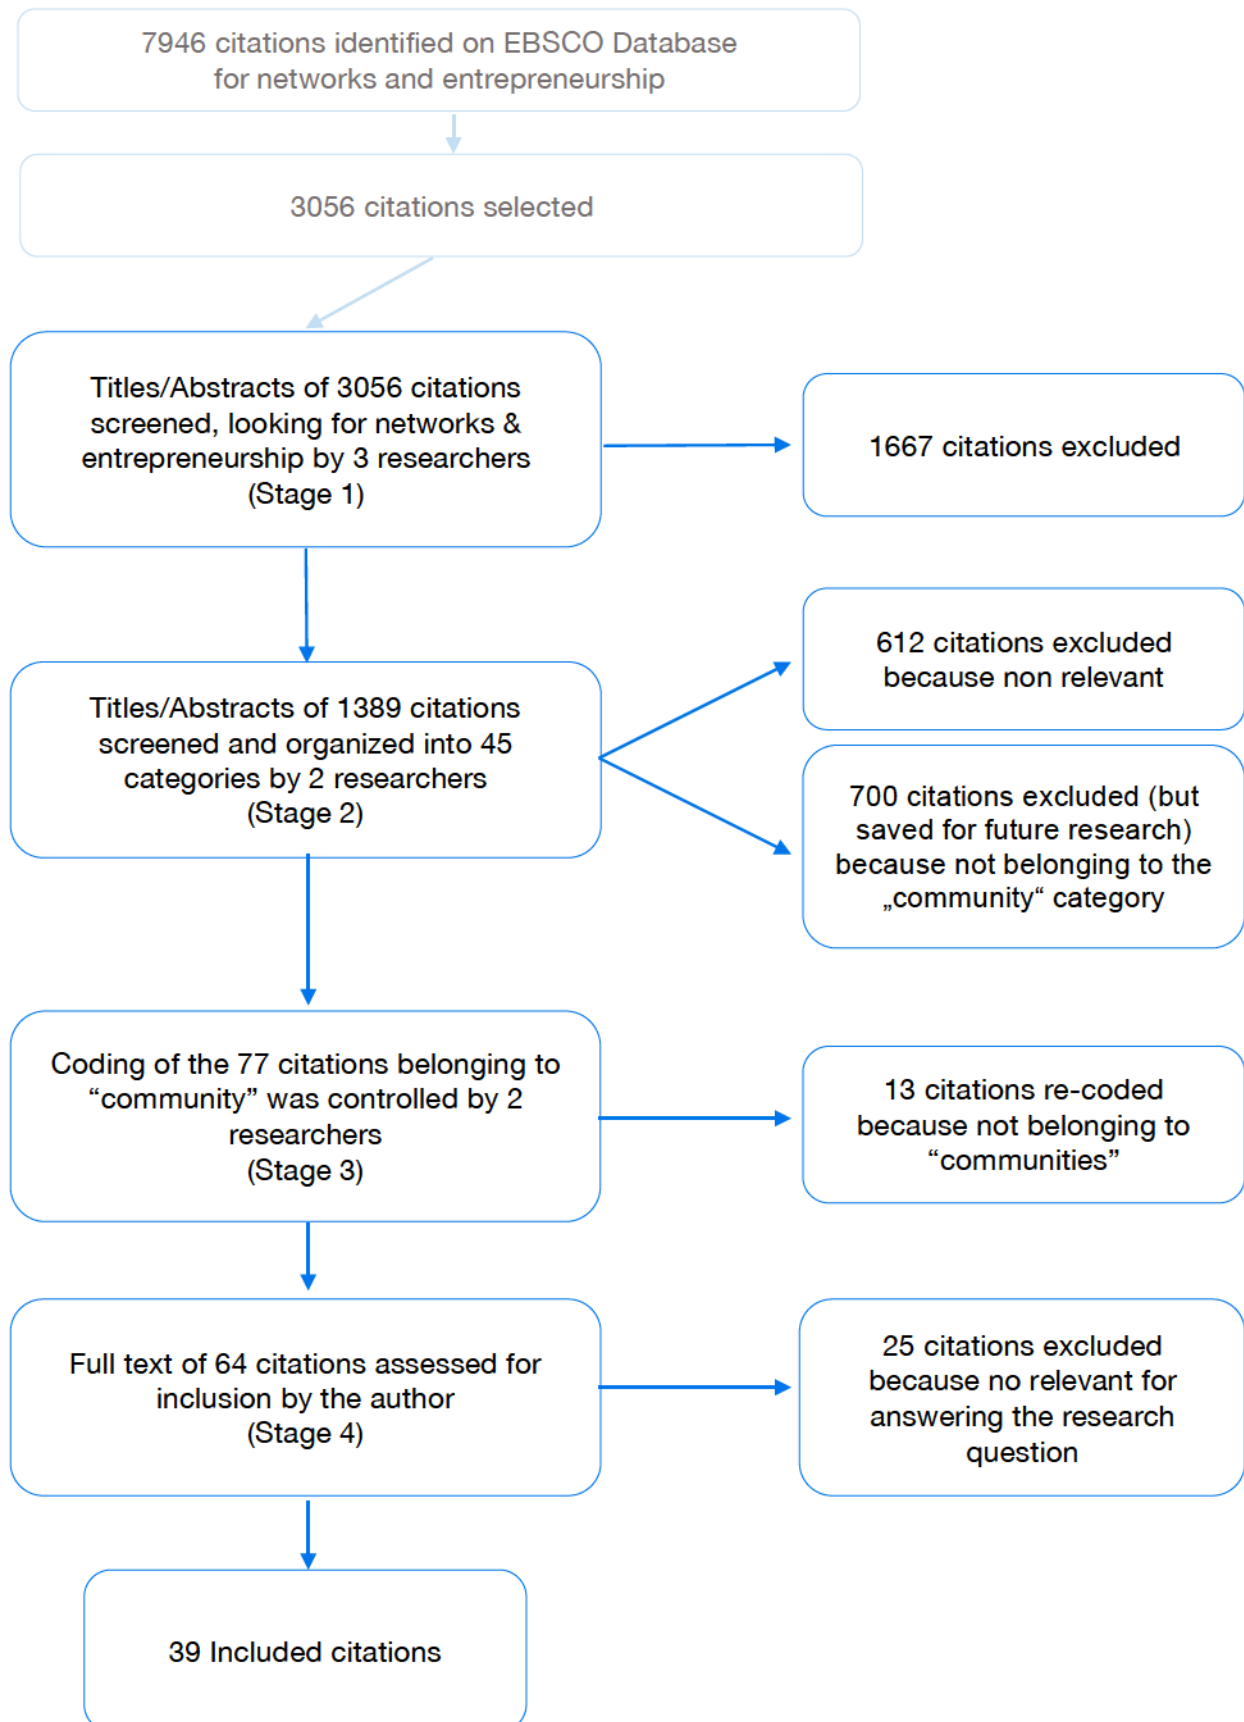 7946 citations identified on EBSCO Database
for networks and entrepreneurship
3056 citations selected
Titles/Abstracts of 3056 citations
screened, looking for networks &
entrepreneurship by 3 researchers
(Stage 1)
1667 citations excluded
Titles/Abstracts of 1389 citations
screened and organized into 45
categories by 2 researchers
(Stage 2)
612 citations excluded
because non relevant
700 citations excluded (but
saved for future research)
because not belonging to the
„community“ category
Coding of the 77 citations belonging to
“community” was controlled by 2
researchers
(Stage 3)
13 citations re-coded
because not belonging to
“communities”
Full text of 64 citations assessed for
inclusion by the author
(Stage 4)
25 citations excluded
because no relevant for
answering the research
question
39 Included citations